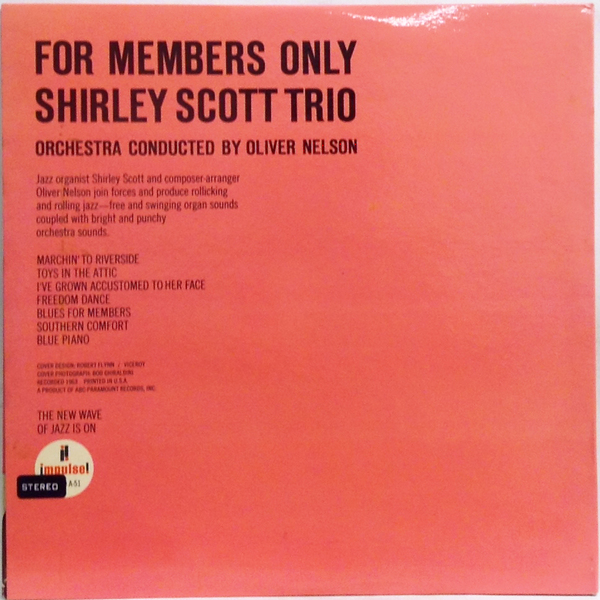 FOR MEMBERS ONLY
SHIRLEY SCOTT TRIO
ORCHESTRA CONDUCTED BY OLIVER NELSON
Jazz organist Shirley Scott and composer-arranger
Oliver Nelson join forces and produce rollicking
and rolling jazz—free and swinging organ sounds
coupled with bright and punchy
orchestra sounds.
MARCHIN' TO RIVERSIDE
TOYS IN THE ATTIC
I'VE GROWN ACCUSTOMED TO HER FACE
FREEDOM DANCE
BLUES FOR MEMBERS
SOUTHERN COMFORT
BLUE PIANO
COVER DESIGN: ROBERT FLYNN / VICEROY
COVER PHOTOGRAPH: BOB GHIRALDINI
RECORDED 1963 PRINTED IN U.S.A.
A PRODUCT OF ABC-PARAMOUNT RECORDS, INC.
THE NEW WAVE
OF JAZZ IS ON
i!
impulse!
STEREO A-51